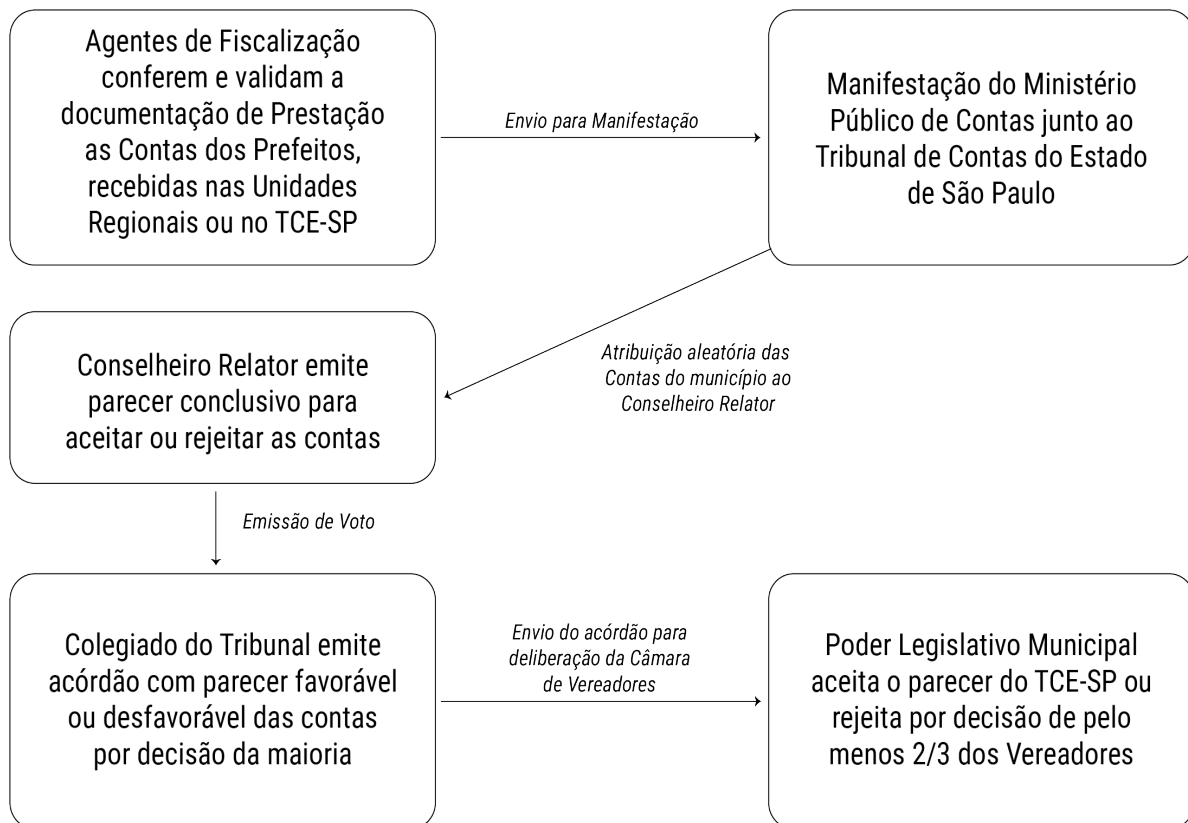 Agentes de Fiscalização
conferem e validam a
documentação de Prestação
as Contas dos Prefeitos,
recebidas nas Unidades
Regionais ou no TCE-SP
Envio para Manifestação
Manifestação do Ministério
Público de Contas junto ao
Tribunal de Contas do Estado
de São Paulo
Atribuição aleatória das
Contas do município ao
Conselheiro Relator
Conselheiro Relator emite
parecer conclusivo para
aceitar ou rejeitar as contas
Emissão de Voto
Colegiado do Tribunal emite
acórdão com parecer favorável
ou desfavorável das contas
por decisão da maioria
Envio do acórdão para
deliberação da Câmara
de Vereadores
Poder Legislativo Municipal
aceita o parecer do TCE-SP ou
rejeita por decisão de pelo
menos 2/3 dos Vereadores